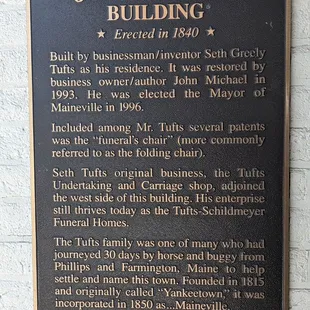 BUILDING
★ Erected in 1840 ★
Built by businessman/inventor Seth Greely
Tufts as his residence. It was restored by
business owner/author John Michael in
1993. He was elected the Mayor of
Maineville in 1996.
Included among Mr. Tufts several patents
was the "funeral's chair" (more commonly
referred to as the folding chair).
Seth Tufts original business, the Tufts
Undertaking and Carriage shop, adjoined
the west side of this building. His enterprise
still thrives today as the Tufts-Schildmeyer
Funeral Homes.
The Tufts family was one of many who had
journeyed 30 days by horse and buggy from
Phillips and Farmington, Maine to help
settle and name this town. Founded in 1815
and originally called "Yankeetown," it was
incorporated in 1850 as...Maineville.